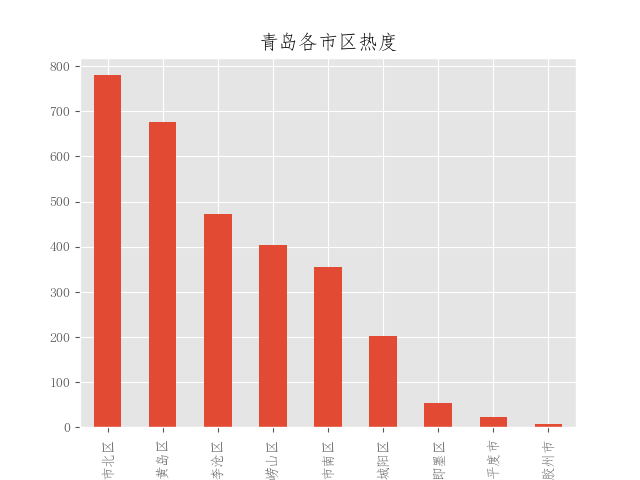 青岛各市区热度
800
700
600
500
400
300
200
100
0
市北区
黄岛区
李沧区
崂山区
市南区
城阳区
即墨区
平度市
胶州市